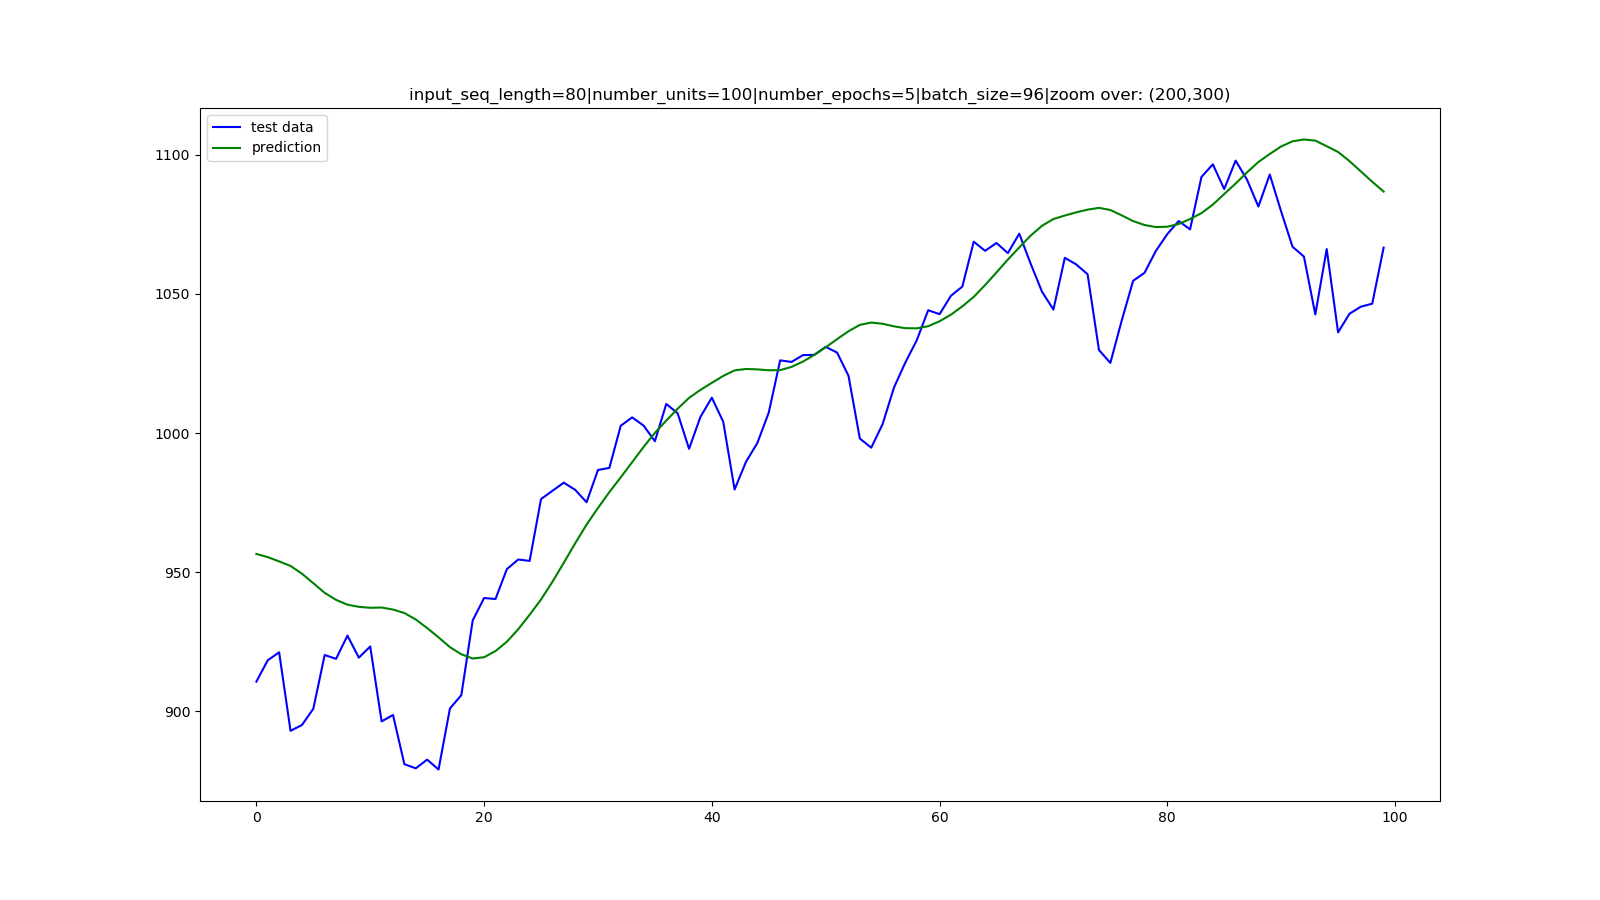 input_seq_length=80|number_units=100|number_epochs=5|batch_size=96|zoom over: (200,300)
test data
prediction
1100
1050
1000
950
900
0 20 40 60 80 100